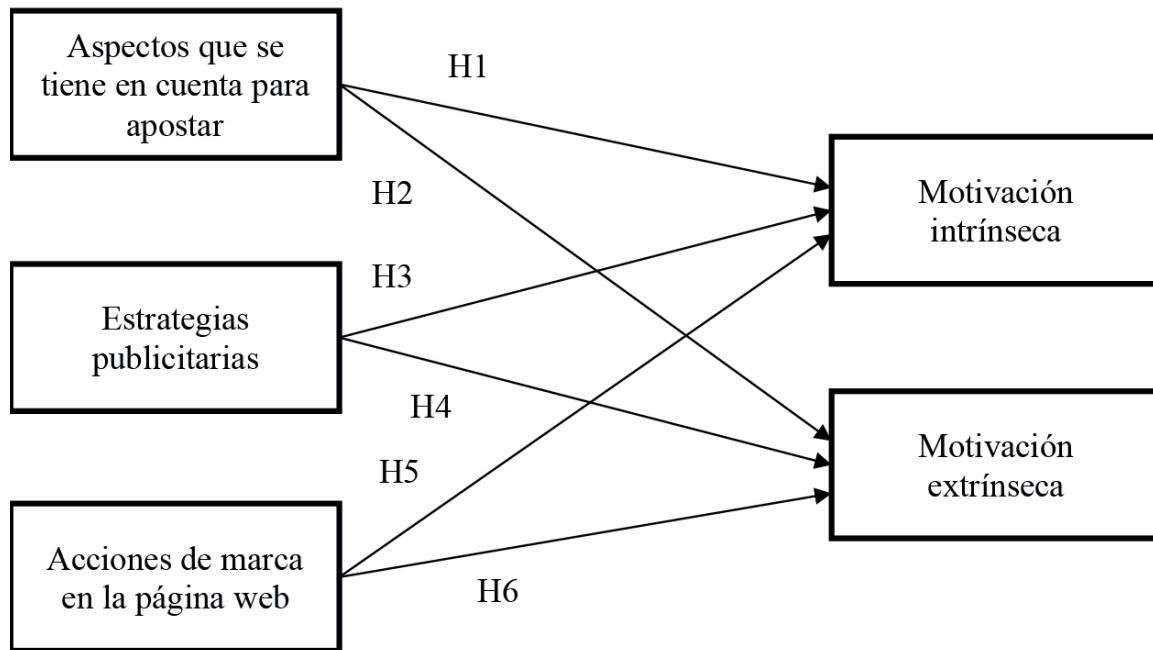 Aspectos que se
tiene en cuenta para
apostar
H1
H2
Motivación
intrínseca
Estrategias
publicitarias
H3
H4
Motivación
extrínseca
H5
Acciones de marca
en la página web
H6